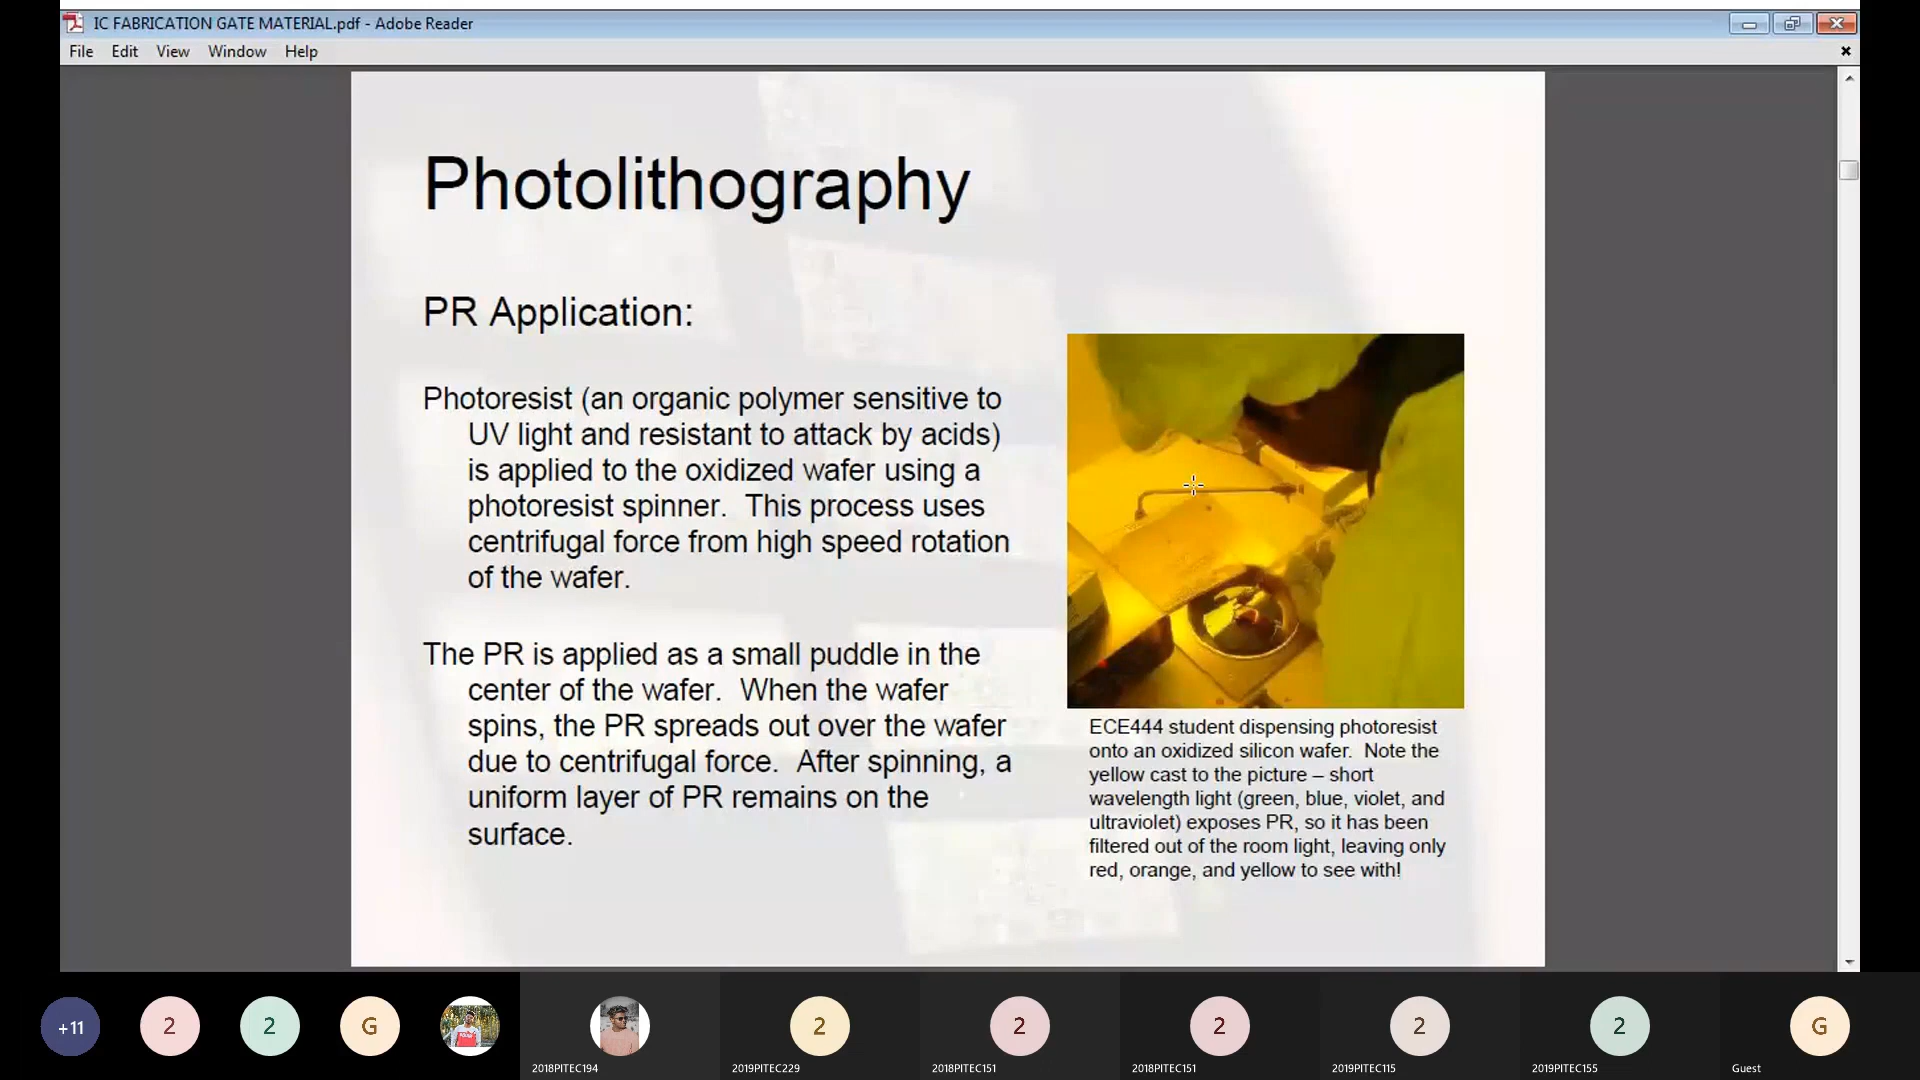 IC FABRICATION GATE MATERIAL.pdf - Adobe Reader
File Edit View Window Help
Photolithography
PR Application:
Photoresist (an organic polymer sensitive to
UV light and resistant to attack by acids)
is applied to the oxidized wafer using a
photoresist spinner. This process uses
centrifugal force from high speed rotation
of the wafer.
The PR is applied as a small puddle in the
center of the wafer. When the wafer
spins, the PR spreads out over the wafer
due to centrifugal force. After spinning, a
uniform layer of PR remains on the
surface.
ECE444 student dispensing photoresist
onto an oxidized silicon wafer. Note the
yellow cast to the picture – short
wavelength light (green, blue, violet, and
ultraviolet) exposes PR, so it has been
filtered out of the room light, leaving only
red, orange, and yellow to see with!
+11 2 2 G 2 2 2 2 2 G
2018PITEC194 2019PITEC229 2018PITEC151 2018PITEC151 2019PITEC115 2019PITEC155 Guest